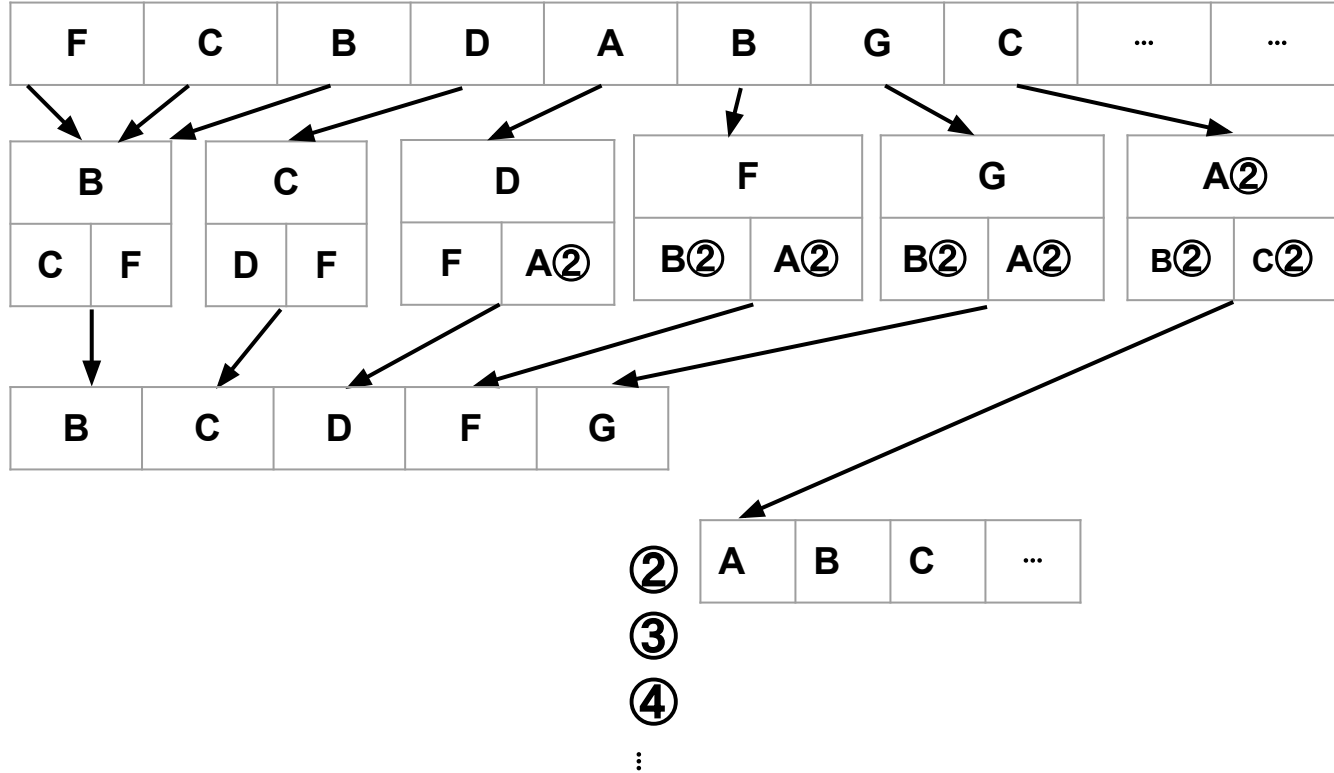 F C B D A B G C ... ...
B C D F G A②
C F D F F A② B② A② B② A② B② C②
B C D F G
② A B C ...
③
④
⋮